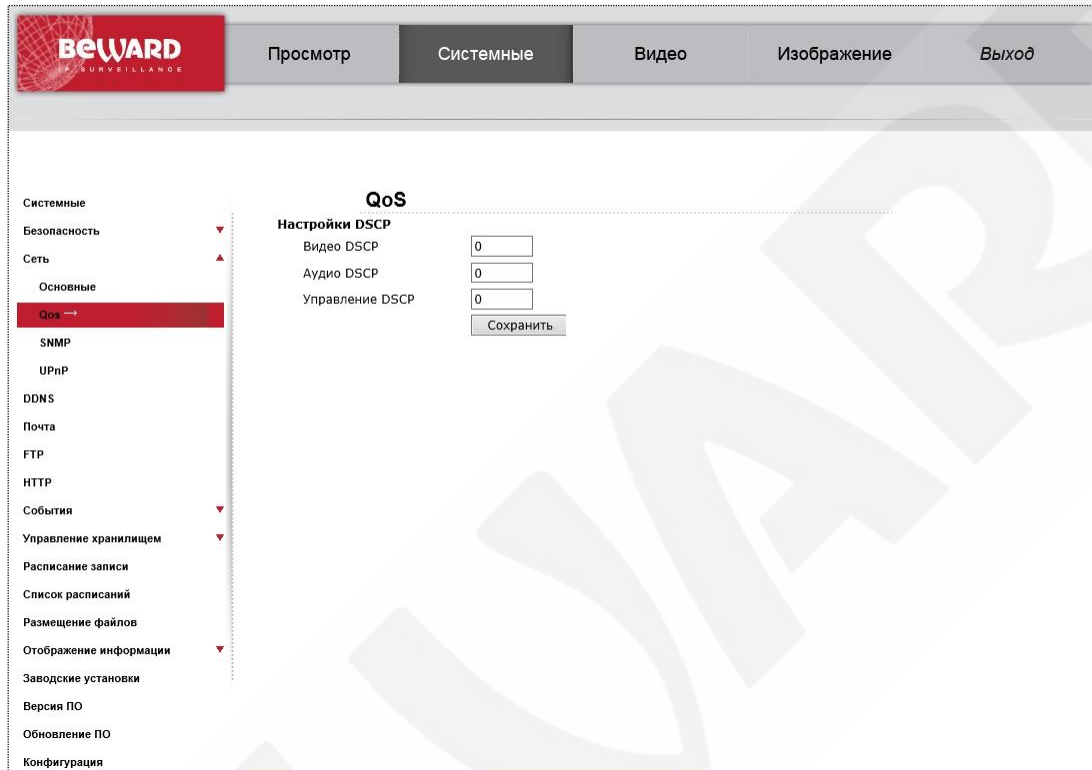 BEWARD
IP SURVEILLANCE
Просмотр
Системные
Видео
Изображение
Выход
Системные
Безопасность
Сеть
Основные
Qos →
SNMP
UPnP
DDNS
Почта
FTP
HTTP
События
Управление хранилищем
Расписание записи
Список расписаний
Размещение файлов
Отображение информации
Заводские установки
Версия ПО
Обновление ПО
Конфигурация
QoS
Настройки DSCP
Видео DSCP 0
Аудио DSCP 0
Управление DSCP 0
Сохранить